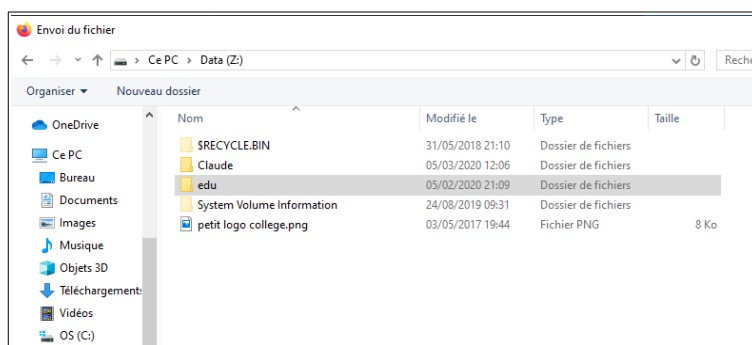 Envoi du fichier
Ce PC > Data (Z:)
Organiser
Nouveau dossier
Nom Modifié le Type Taille
OneDrive
$RECYCLE.BIN 31/05/2018 21:10 Dossier de fichiers
Ce PC
Claude 05/03/2020 12:06 Dossier de fichiers
Bureau
edu 05/02/2020 21:09 Dossier de fichiers
Documents
System Volume Information 24/08/2019 09:31 Dossier de fichiers
Images
petit logo college.png 03/05/2017 19:44 Fichier PNG 8 Ko
Musique
Objets 3D
Vidéos
OS (C:)